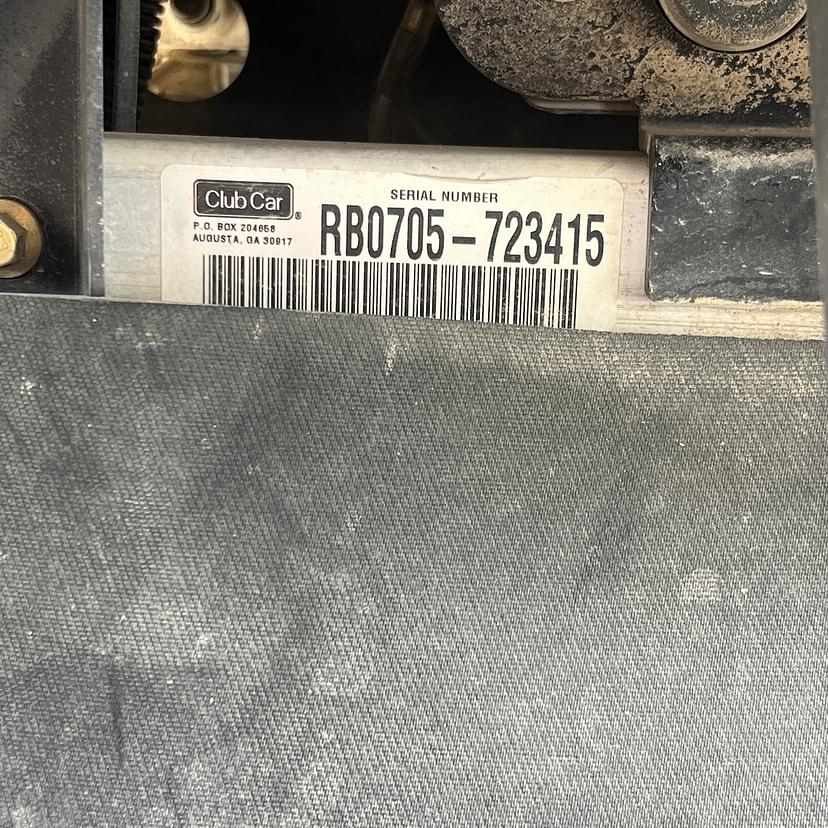 Club Car®
P.O. BOX 204658
AUGUSTA, GA 30917
SERIAL NUMBER
RB0705-723415